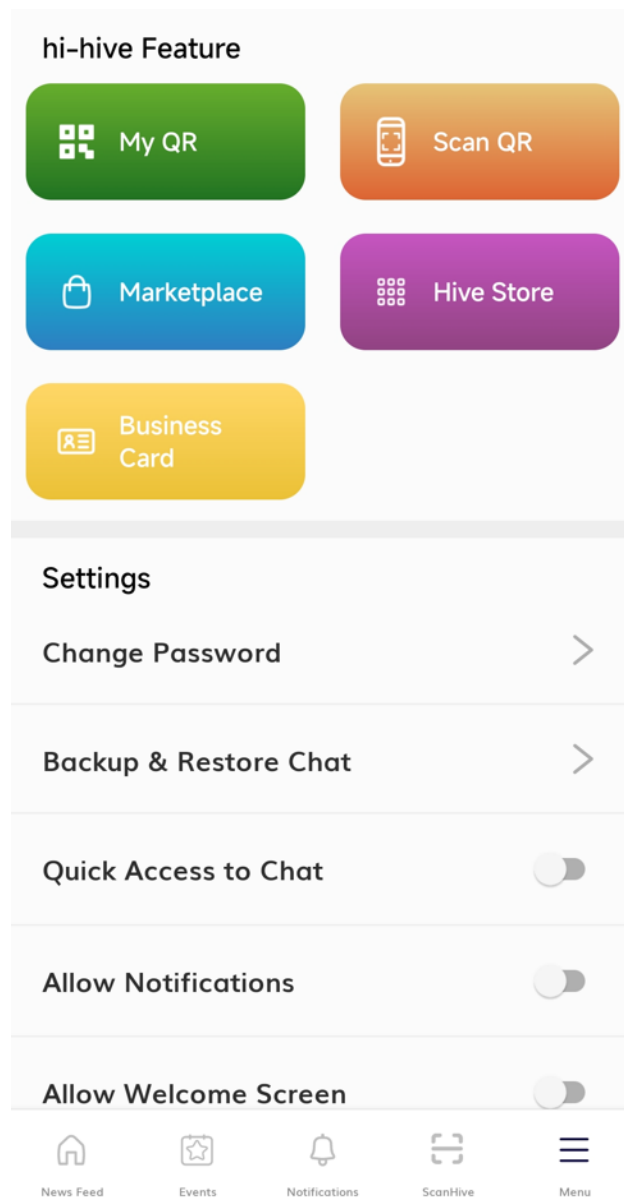 hi-hive Feature
My QR
Scan QR
Marketplace
Hive Store
Business
Card
Settings
Change Password
Backup & Restore Chat
Quick Access to Chat
Allow Notifications
Allow Welcome Screen
News Feed
Events
Notifications
ScanHive
Menu